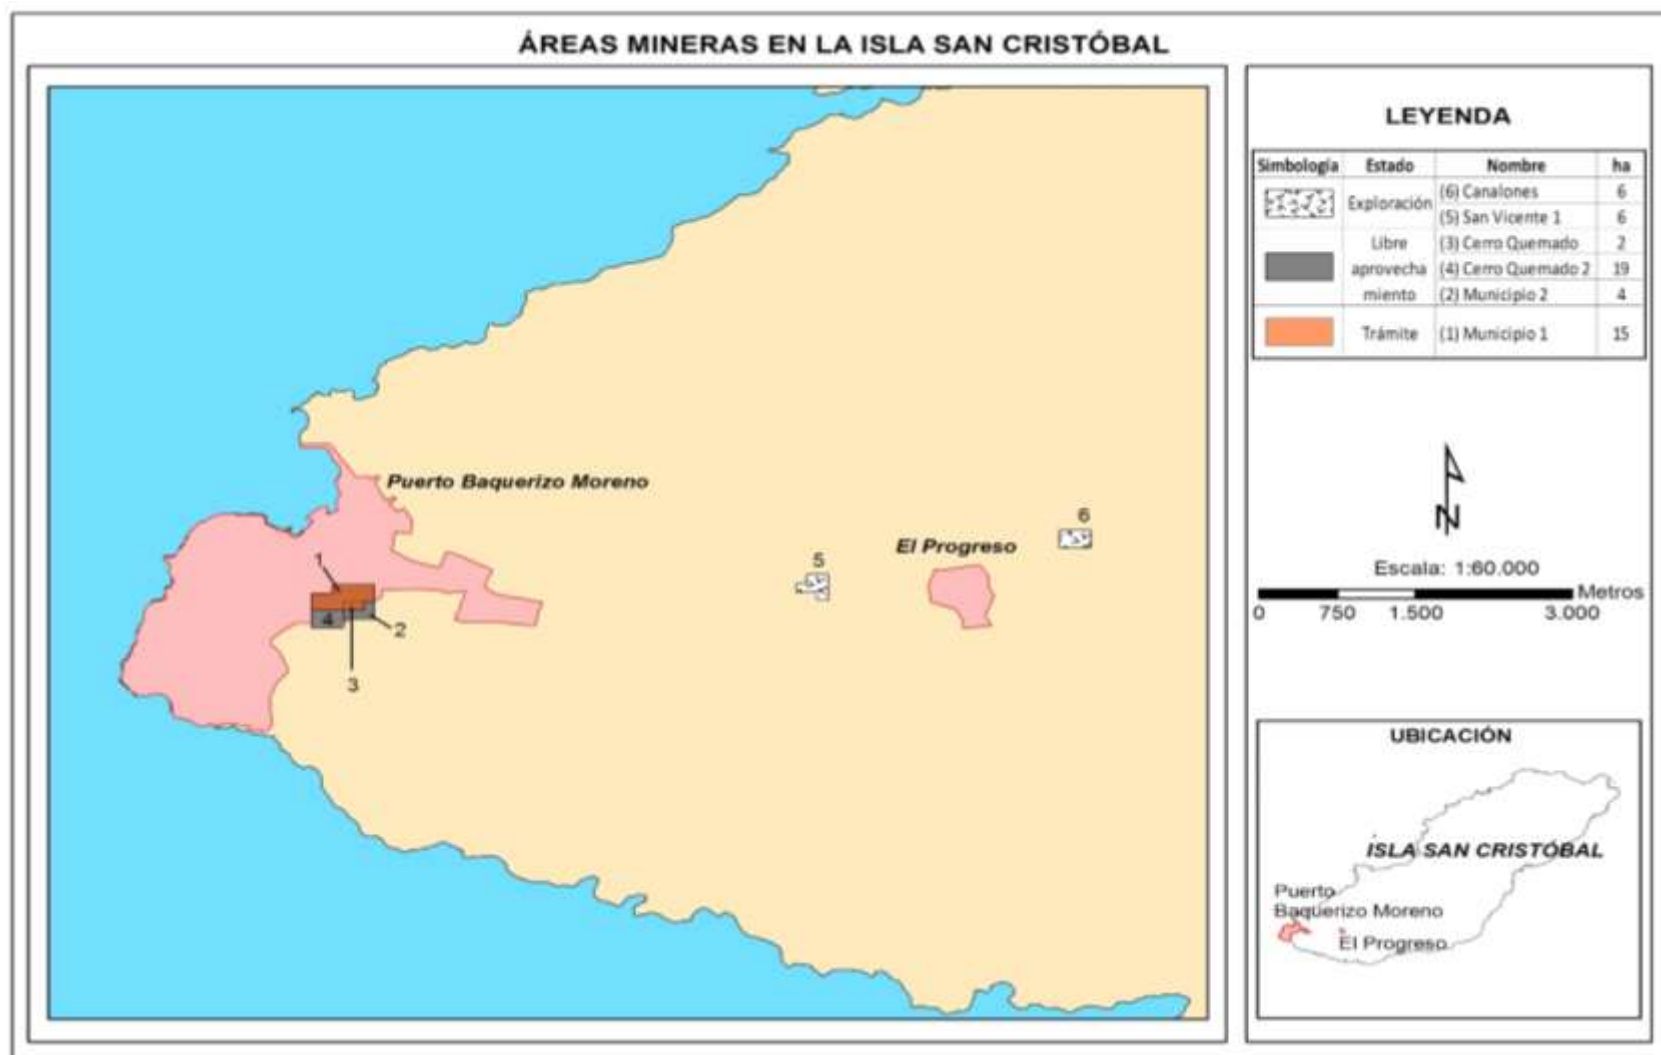 ÁREAS MINERAS EN LA ISLA SAN CRISTÓBAL
Puerto Baquerizo Moreno
El Progreso
6
5
1
4
2
3
LEYENDA
Simbología Estado Nombre ha
Exploración (6) Canalones 6
(5) San Vicente 1 6
Libre (3) Cerro Quemado 2
aprovecha (4) Cerro Quemado 2 19
miento (2) Municipio 2 4
Trámite (1) Municipio 1 15
N
Escala: 1:60.000
Metros
0 750 1.500 3.000
UBICACIÓN
ISLA SAN CRISTÓBAL
Puerto
Baquerizo Moreno
El Progreso